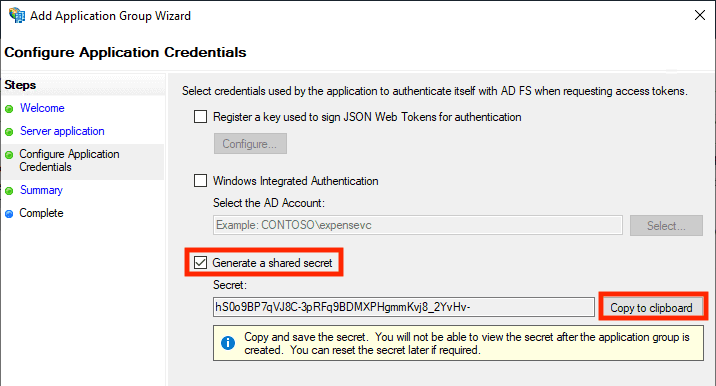 Add Application Group Wizard
Configure Application Credentials
Steps
Welcome
Server application
Configure Application
Credentials
Summary
Complete
Select credentials used by the application to authenticate itself with AD FS when requesting access tokens.
Register a key used to sign JSON Web Tokens for authentication
Configure...
Windows Integrated Authentication
Select the AD Account:
Example: CONTOSO\expensevc
Select...
Generate a shared secret
Secret:
hS0o9BP7qVJ8C-3pRFq9BDMXPHgmmKvj8_2YvHv-
Copy to clipboard
Copy and save the secret. You will not be able to view the secret after the application group is
created. You can reset the secret later if required.